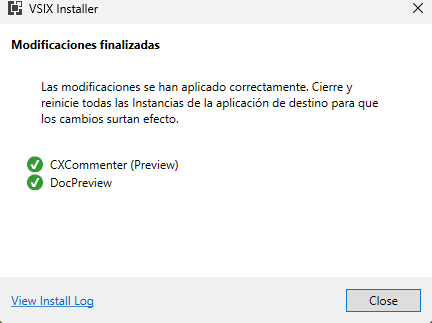 VSIX Installer
Modificaciones finalizadas
Las modificaciones se han aplicado correctamente. Cierre y
reinicie todas las Instancias de la aplicación de destino para que
los cambios surtan efecto.
CXCommenter (Preview)
DocPreview
View Install Log
Close